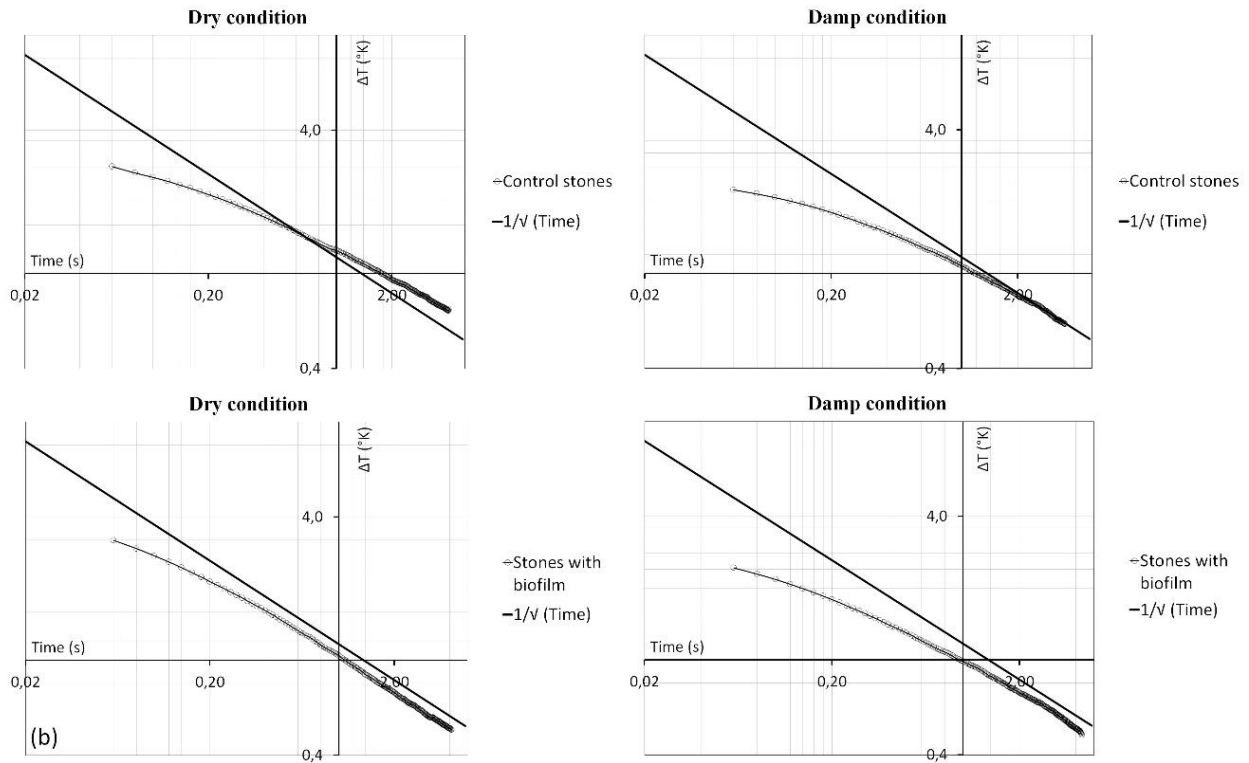 Dry condition
ΔT (°K)
4,0
Time (s)
0,02
0,20
2,00
0,4
Control stones
1/√ (Time)
Damp condition
ΔT (°K)
4,0
Time (s)
0,02
0,20
2,00
0,4
Control stones
1/√ (Time)
Dry condition
ΔT (°K)
4,0
Time (s)
0,02
0,20
2,00
0,4
Stones with
biofilm
1/√ (Time)
(b)
Damp condition
ΔT (°K)
4,0
Time (s)
0,02
0,20
2,00
0,4
Stones with
biofilm
1/√ (Time)